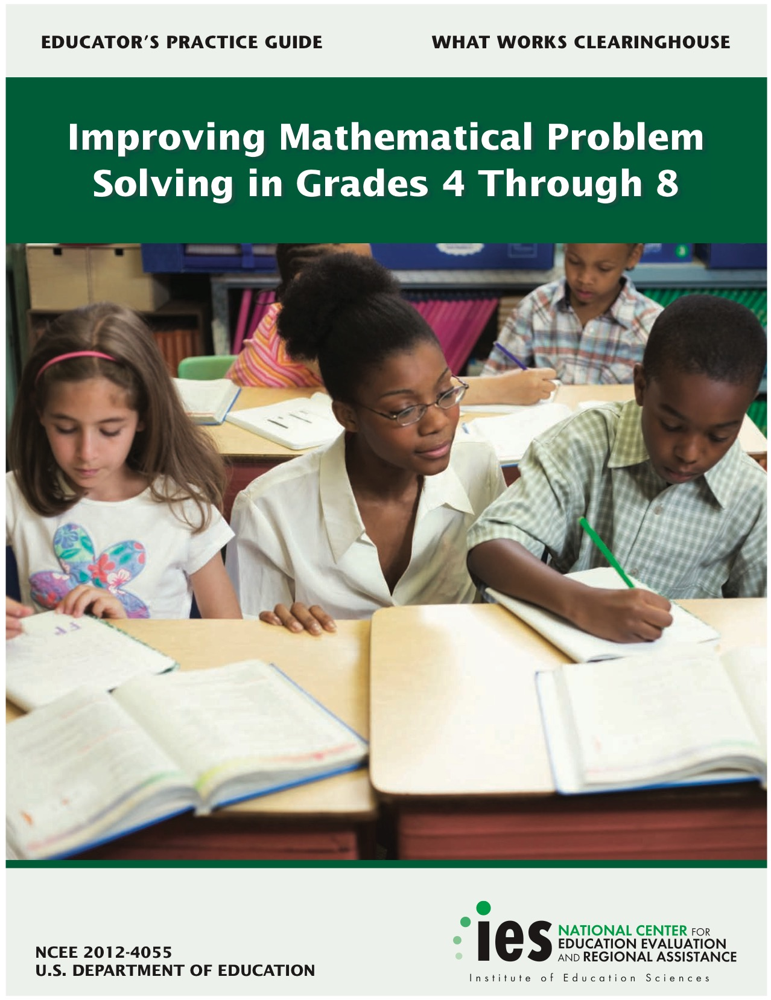 EDUCATOR’S PRACTICE GUIDE
WHAT WORKS CLEARINGHOUSE
Improving Mathematical Problem
Solving in Grades 4 Through 8
NCEE 2012-4055
U.S. DEPARTMENT OF EDUCATION
ies
NATIONAL CENTER FOR
EDUCATION EVALUATION
AND REGIONAL ASSISTANCE
Institute of Education Sciences